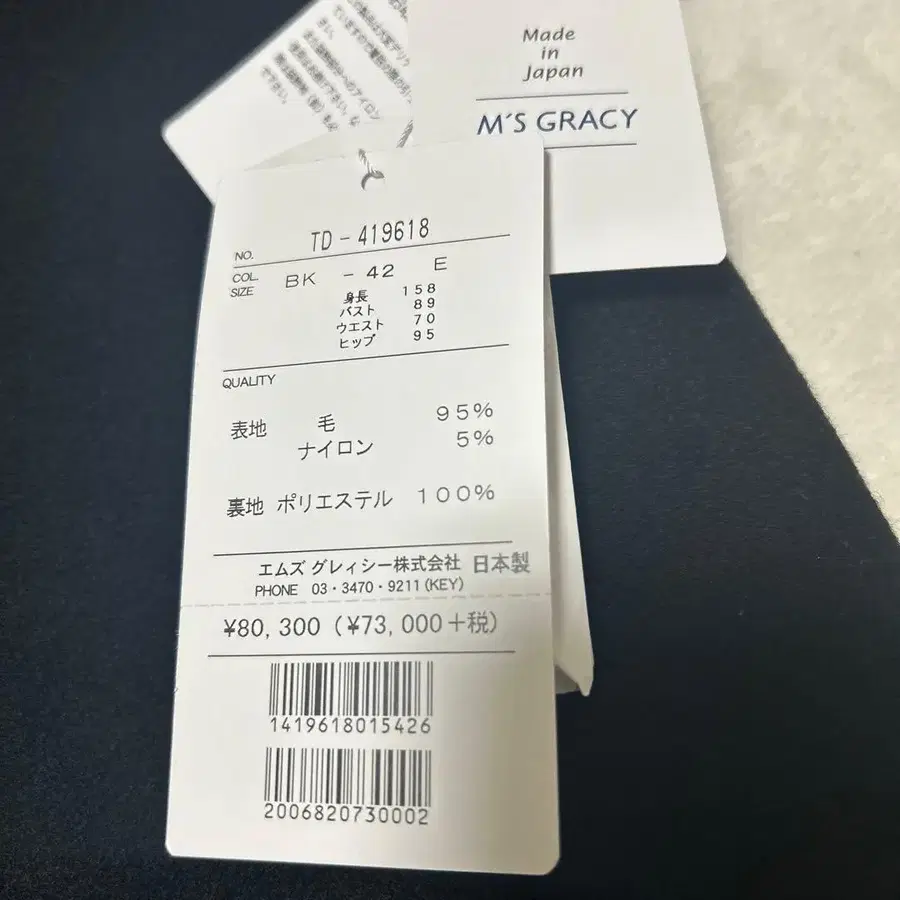 Made
in
Japan
M'S GRACY
NO. TD-419618
COL. SIZE BK - 42 E
身長 158
バスト 89
ウエスト 70
ヒップ 95
QUALITY
表地 毛 95%
ナイロン 5%
裏地 ポリエステル 100%
エムズ グレィシー株式会社 日本製
PHONE 03・3470・9211(KEY)
¥80,300(¥73,000+税)
1419618015426
2006820730002